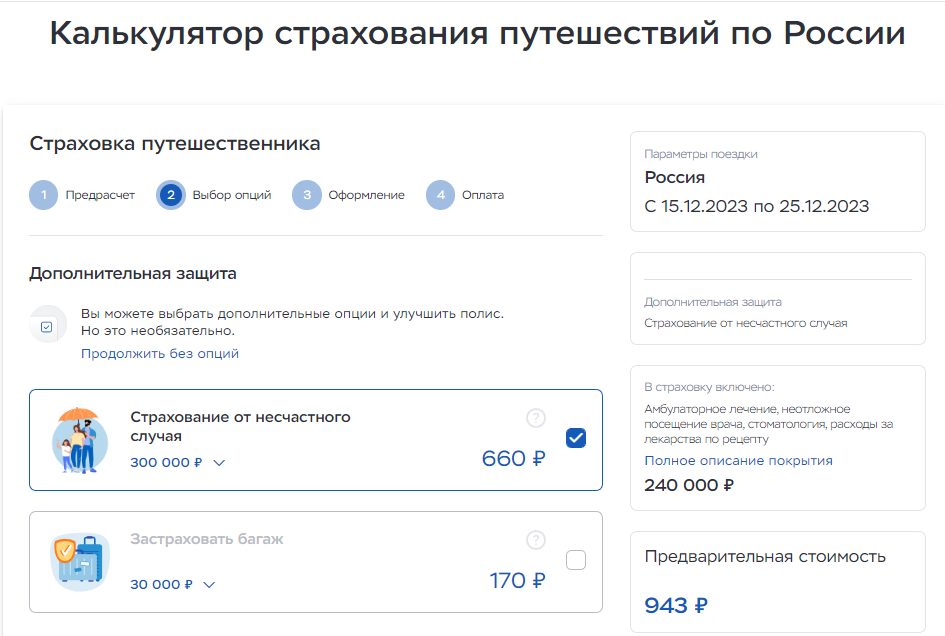 Калькулятор страхования путешествий по России
Страховка путешественника
1 Предрасчет 2 Выбор опций 3 Оформление 4 Оплата
Дополнительная защита
Вы можете выбрать дополнительные опции и улучшить полис.
Но это необязательно.
Продолжить без опций
Страхование от несчастного
случая
300 000 ₽
?
660 ₽
Застраховать багаж
30 000 ₽
?
170 ₽
Параметры поездки
Россия
С 15.12.2023 по 25.12.2023
Дополнительная защита
Страхование от несчастного случая
В страховку включено:
Амбулаторное лечение, неотложное
посещение врача, стоматология, расходы за
лекарства по рецепту
Полное описание покрытия
240 000 ₽
Предварительная стоимость
943 ₽